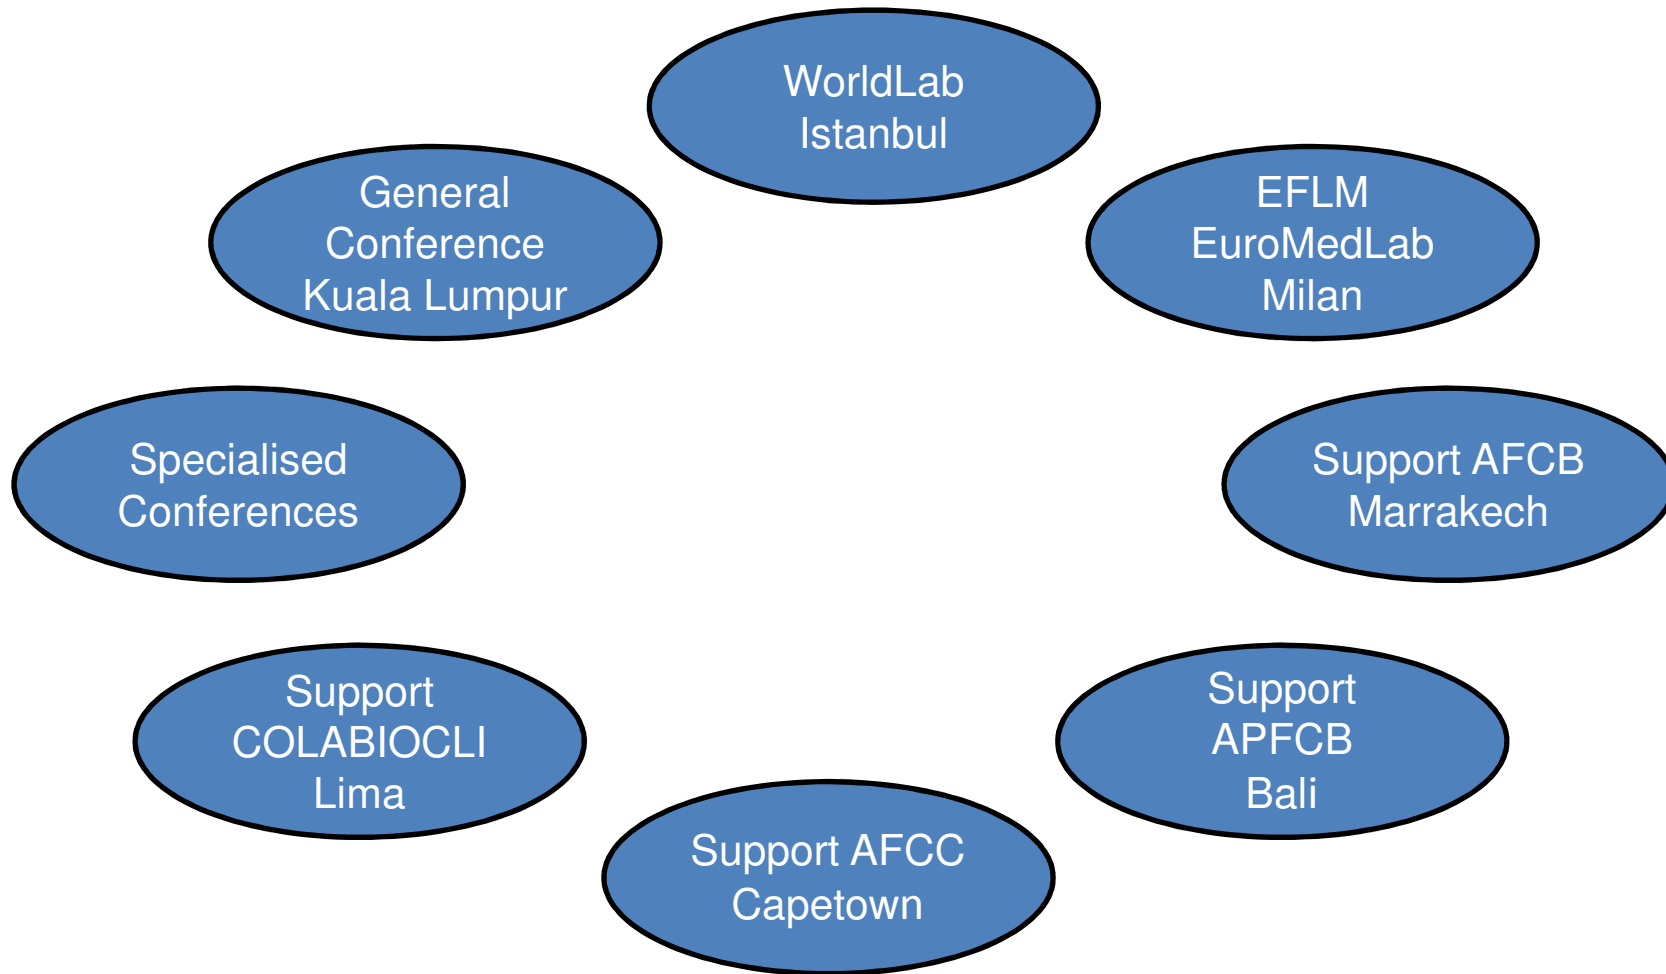 WorldLab
Istanbul
General
Conference
Kuala Lumpur
EFLM
EuroMedLab
Milan
Specialised
Conferences
Support AFCB
Marrakech
Support
COLABIOCLI
Lima
Support
APFCB
Bali
Support AFCC
Capetown